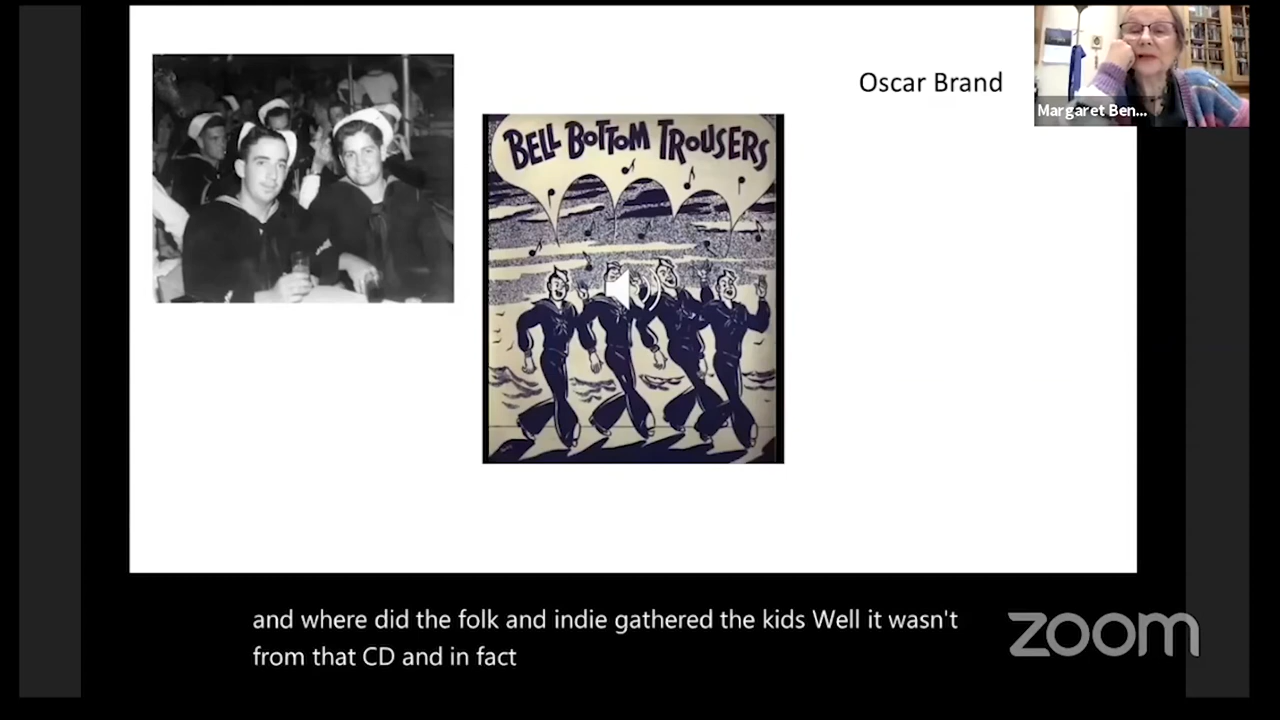 Oscar Brand
Margaret Ben...
BELL BOTTOM TROUSERS
and where did the folk and indie gathered the kids Well it wasn't
from that CD and in fact
zoom